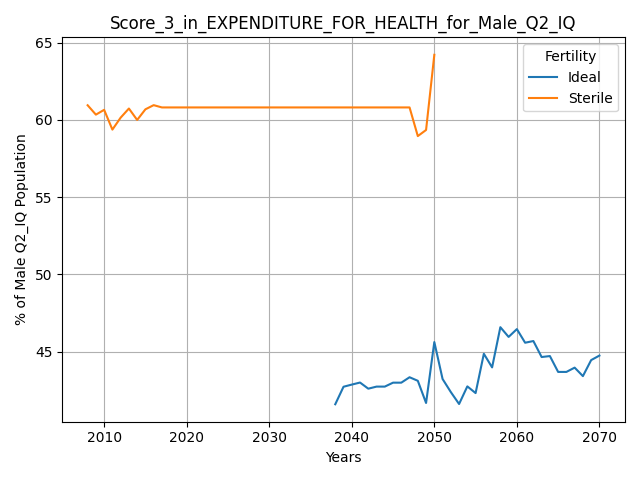 Score_3_in_EXPENDITURE_FOR_HEALTH_for_Male_Q2_IQ
Fertility
Ideal
Sterile
% of Male Q2_IQ Population
65
60
55
50
45
2010 2020 2030 2040 2050 2060 2070
Years